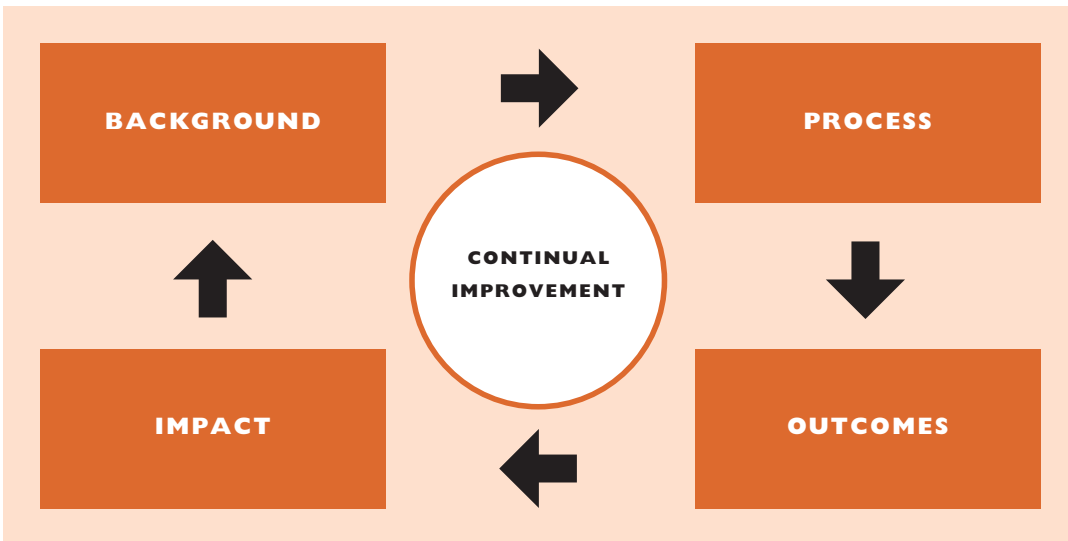 BACKGROUND
PROCESS
CONTINUAL
IMPROVEMENT
IMPACT
OUTCOMES